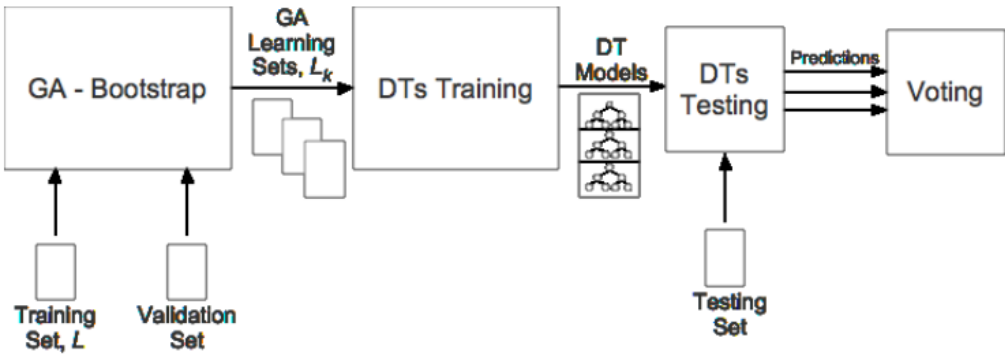 GA - Bootstrap
GA
Learning
Sets, Lk
DTs Training
DT
Models
DTs
Testing
Predictions
Voting
Training
Set, L
Validation
Set
Testing
Set